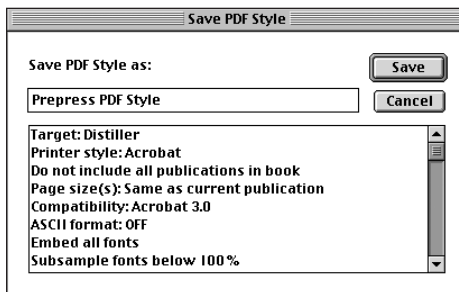 Save PDF Style
Save PDF Style as:
Save
Prepress PDF Style
Cancel
Target: Distiller
Printer style: Acrobat
Do not include all publications in book
Page size(s): Same as current publication
Compatibility: Acrobat 3.0
ASCII format: OFF
Embed all fonts
Subsample fonts below 100%